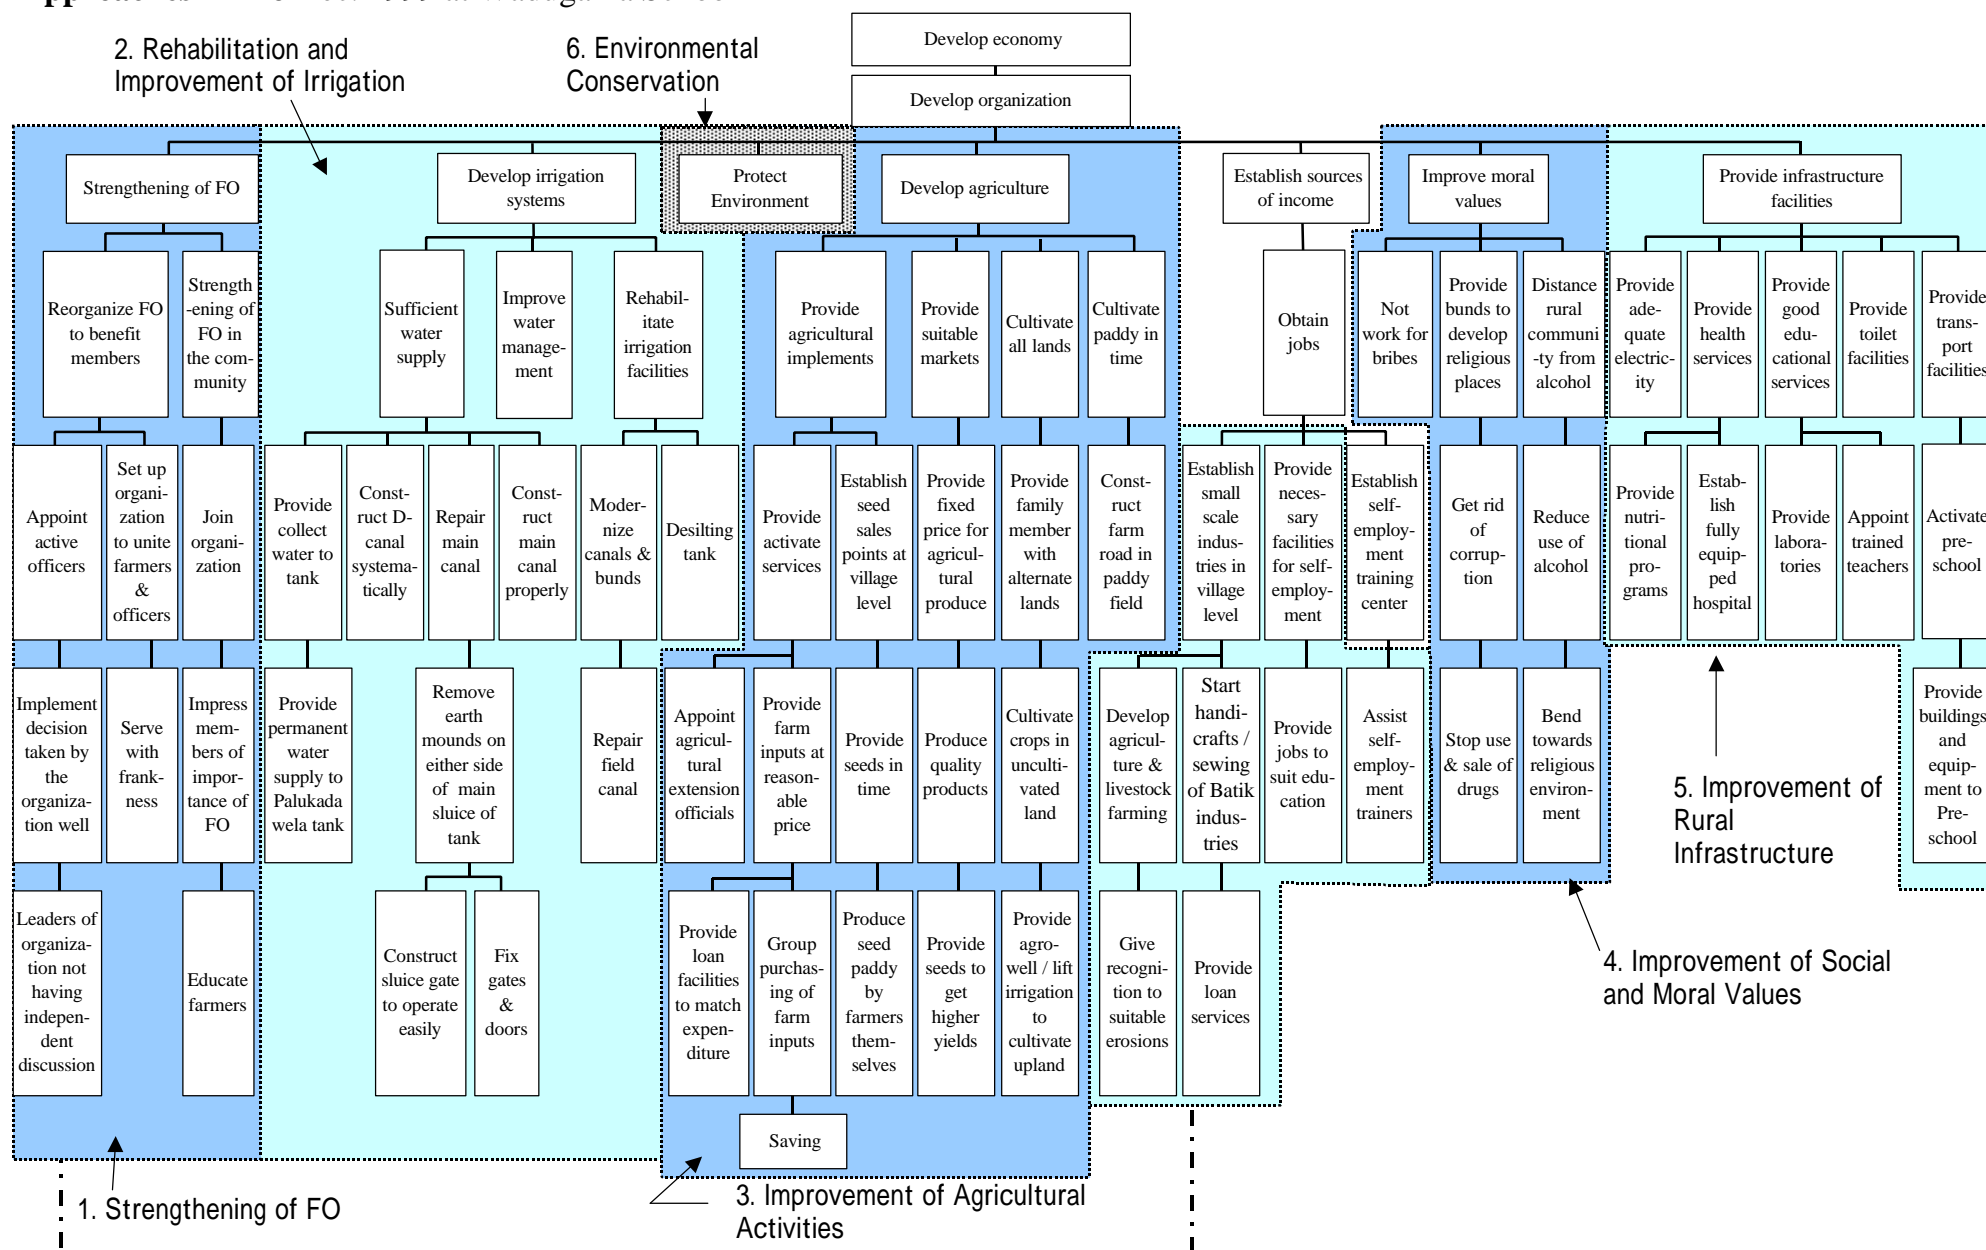 2. Rehabilitation and
Improvement of Irrigation
6. Environmental
Conservation
Develop economy
Develop organization
Strengthening of FO
Develop irrigation
systems
Protect
Environment
Develop agriculture
Establish sources
of income
Improve moral
values
Provide infrastructure
facilities
Reorganize FO
to benefit
members
Strength
-ening of
FO in
the com-
munity
Sufficient
water
supply
Improve
water
manage-
ment
Rehabil-
itate
irrigation
facilities
Provide
agricultural
implements
Provide
suitable
markets
Cultivate
all lands
Cultivate
paddy in
time
Obtain
jobs
Not
work for
bribes
Provide
bunds to
develop
religious
places
Distance
rural
communi
-ty from
alcohol
Provide
ade-
quate
electric-
ity
Provide
health
services
Provide
good
edu-
cational
services
Provide
toilet
facilities
Provide
trans-
port
facilities
Appoint
active
officers
Set up
organi-
zation
to unite
farmers
&
officers
Join
organi-
zation
Provide
collect
water to
tank
Const-
ruct D-
canal
systema-
tically
Repair
main
canal
Const-
ruct
main
canal
properly
Moder-
nize
canals &
bunds
Desilting
tank
Provide
activate
services
Establish
seed
sales
points at
village
level
Provide
fixed
price for
agricul-
tural
produce
Provide
family
member
with
alternate
lands
Const-
ruct
farm
road in
paddy
field
Establish
small
scale
indus-
tries in
village
level
Provide
neces-
sary
facilities
for self-
employ-
ment
Establish
self-
employ-
ment
training
center
Get rid
of
corrup-
tion
Reduce
use of
alcohol
Provide
nutri-
tional
pro-
grams
Estab-
lish
fully
equip-
ped
hospital
Provide
labora-
tories
Appoint
trained
teachers
Activate
pre-
school
Implement
decision
taken by
the
organiza-
tion well
Serve
with
frank-
ness
Impress
mem-
bers of
impor-
tance of
FO
Provide
permanent
water
supply to
Palukada
wela tank
Remove
earth
mounds on
either side
of main
sluice of
tank
Repair
field
canal
Appoint
agricul-
tural
extension
officials
Provide
farm
inputs at
reason-
able
price
Provide
seeds in
time
Produce
quality
products
Cultivate
crops in
unculti-
vated
land
Develop
agricul-
ture &
livestock
farming
Start
handi-
crafts /
sewing
of Batik
indus-
tries
Provide
jobs to
suit edu-
cation
Assist
self-
employ-
ment
trainers
Stop use
& sale of
drugs
Bend
towards
religious
environ-
ment
5. Improvement of
Rural
Infrastructure
Provide
buildings
and
equip-
ment to
Pre-
school
Leaders of
organiza-
tion not
having
indepen-
dent
discussion
Educate
farmers
Construct
sluice gate
to operate
easily
Fix
gates
&
doors
Provide
loan
facilities
to match
expen-
diture
Group
purchas-
ing of
farm
inputs
Produce
seed
paddy
by
farmers
them-
selves
Provide
seeds to
get
higher
yields
Provide
agro-
well / lift
irrigation
to
cultivate
upland
Give
recogni-
tion to
suitable
erosions
Provide
loan
services
4. Improvement of Social
and Moral Values
Saving
1. Strengthening of FO
3. Improvement of Agricultural
Activities